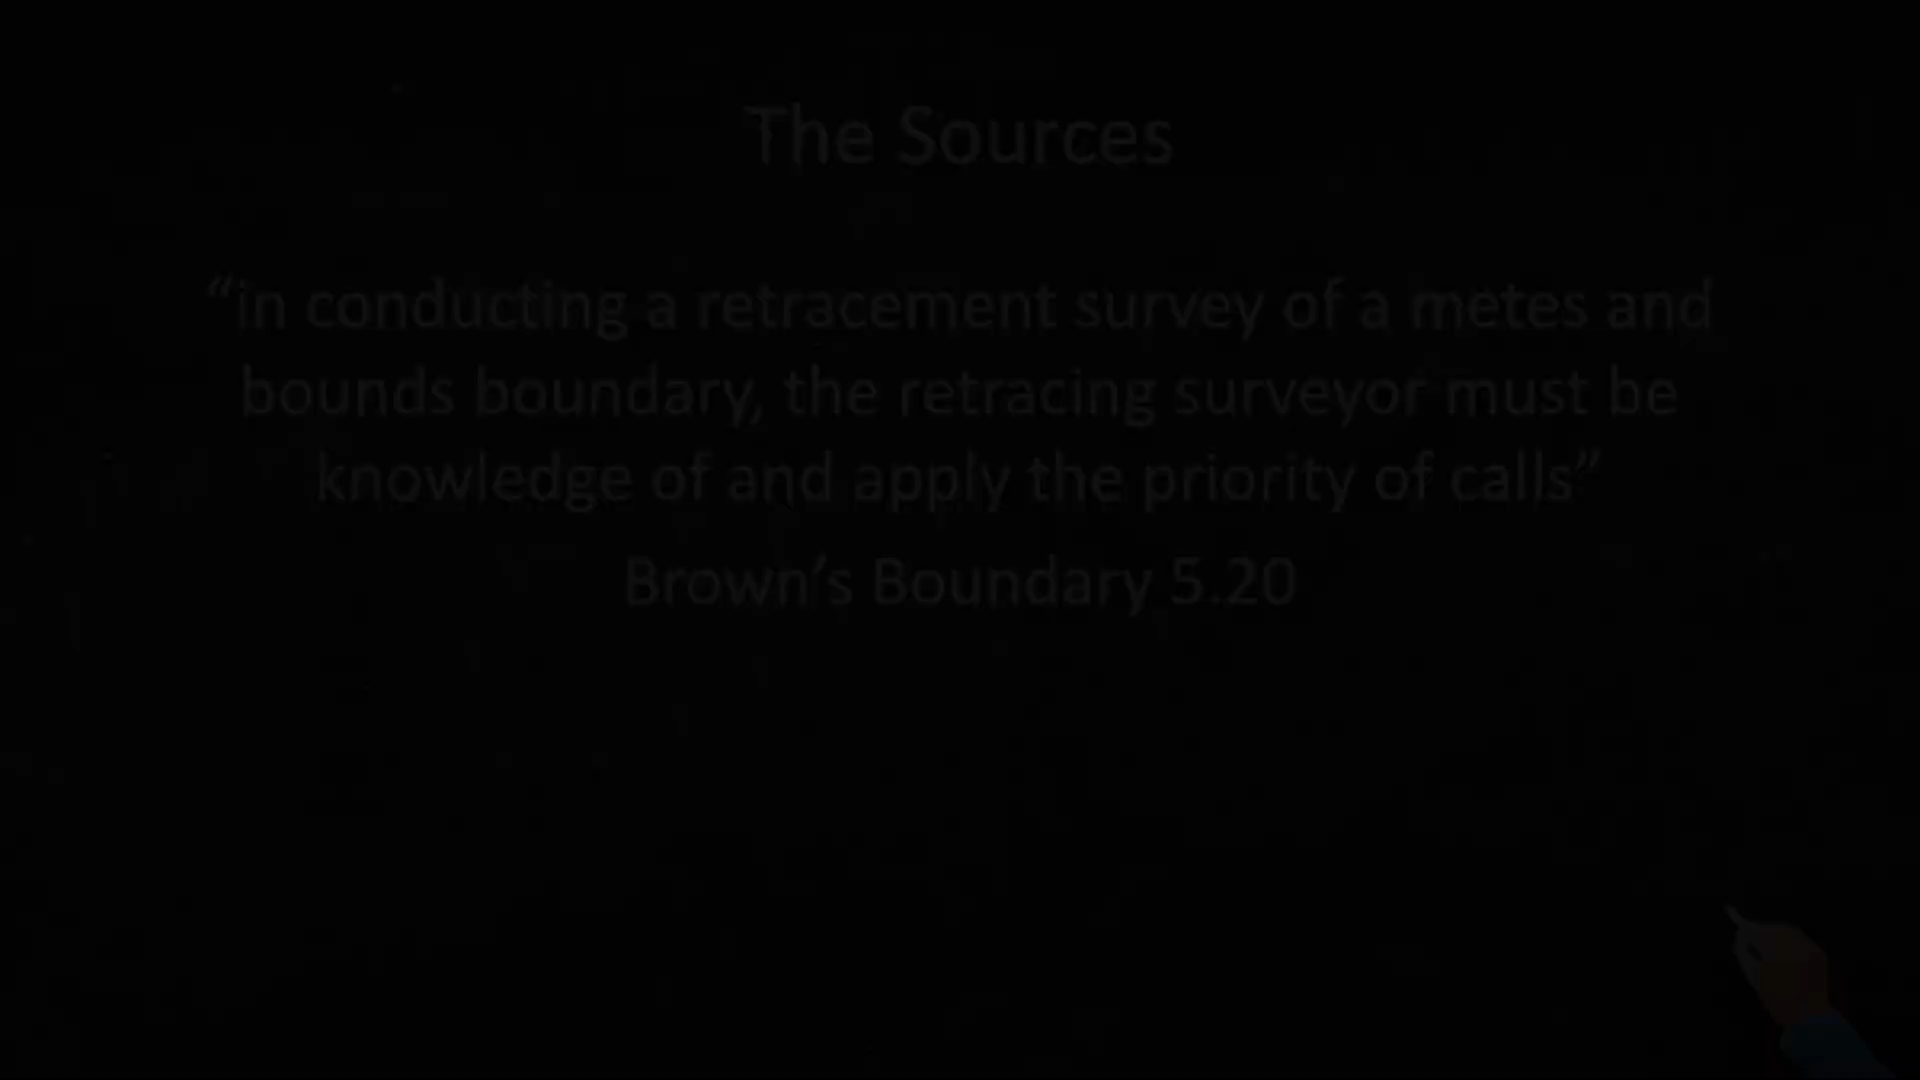 The Sources
“in conducting a retracement survey of a metes and
bounds boundary, the retracing surveyor must be
knowledge of and apply the priority of calls”
Brown’s Boundary 5.20